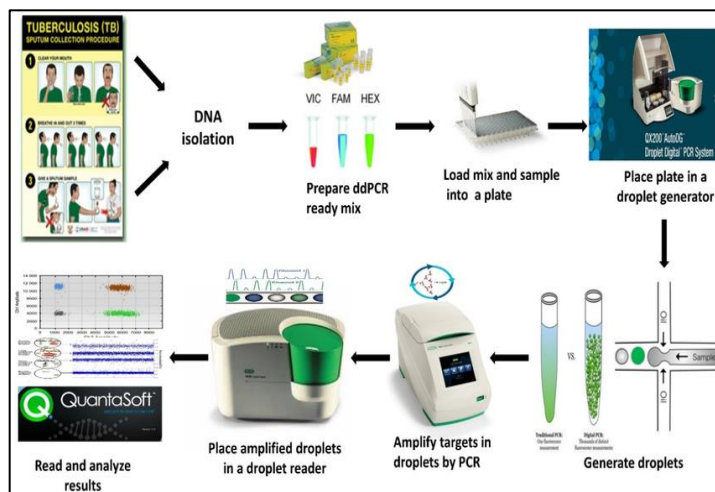 TUBERCULOSIS (TB)
SPUTUM COLLECTION PROCEDURE
1 CLEAR YOUR MOUTH
2 BREATHE IN AND OUT 2 TIMES
3 GIVE A SPUTUM SAMPLE
DNA
isolation
VIC FAM HEX
Prepare ddPCR
ready mix
Load mix and sample
into a plate
QX200 AutoDG
Droplet Digital PCR System
Place plate in a
droplet generator
Oil
Sample
Oil
VS.
Traditional PCR:
Digital PCR:
Generate droplets
Amplify targets in
droplets by PCR
Place amplified droplets
in a droplet reader
QuantaSoft
Read and analyze
results